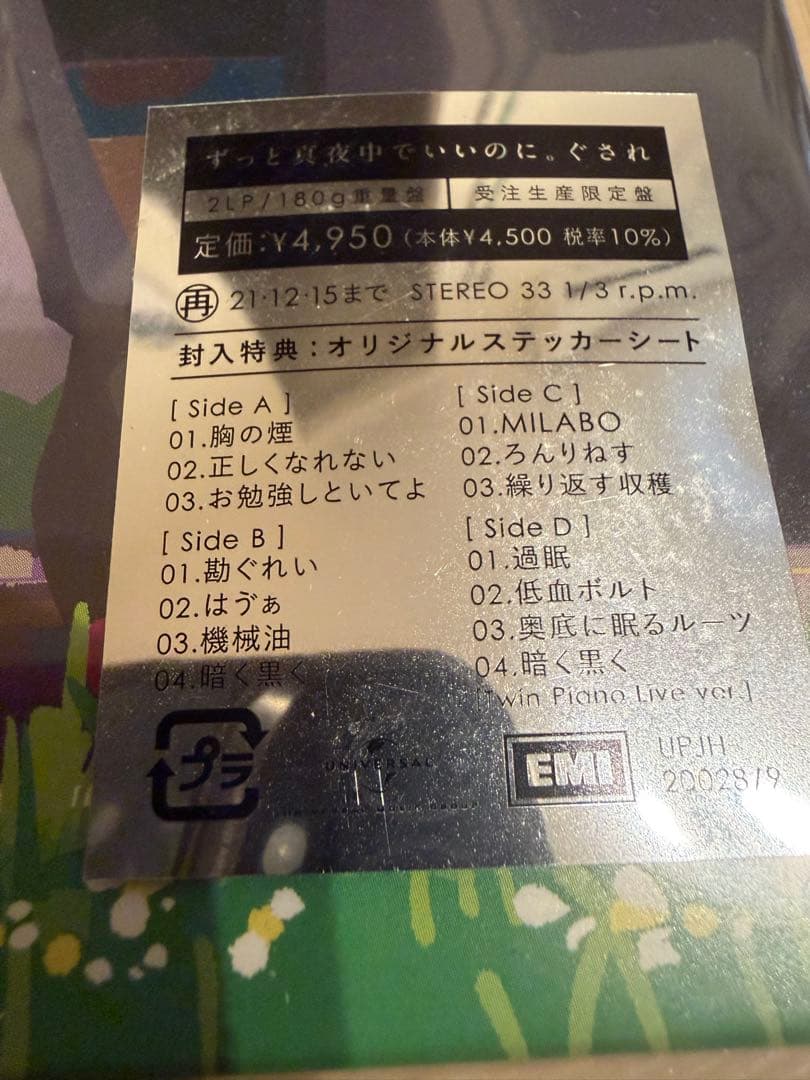 ずっと真夜中でいいのに。ぐされ
2LP/180g重量盤 受注生産限定盤
定価:¥4,950(本体¥4,500 税率10%)
再 21・12・15まで STEREO 33 1/3 r.p.m.
封入特典:オリジナルステッカーシート
[ Side A ]
01.胸の煙
02.正しくなれない
03.お勉強しといてよ
[ Side B ]
01.勘ぐれい
02.はゔぁ
03.機械油
04.暗く黒く
[ Side C ]
01.MILABO
02.ろんりねす
03.繰り返す収穫
[ Side D ]
01.過眠
02.低血ボルト
03.奥底に眠るルーツ
04.暗く黒く
[Twin Piano Live ver.]
プラ
UNIVERSAL
EMI
UPJH
20028/9